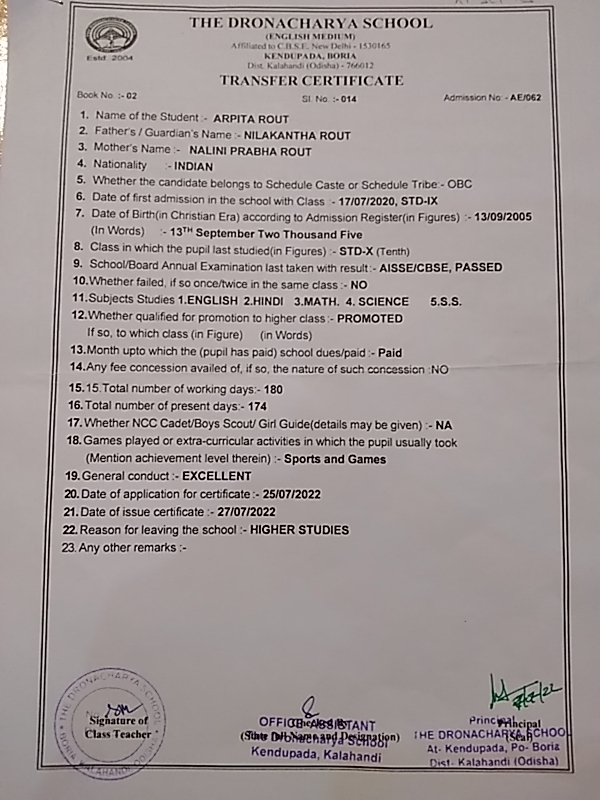 THE DRONACHARYA SCHOOL
(ENGLISH MEDIUM)
Affiliated to C.B.S.E, New Delhi - 1530165
KENDUPADA, BORIA
Dist. Kalahandi (Odisha) - 766012
Estd. 2004
TRANSFER CERTIFICATE
Book No. :- 02 Sl. No. :- 014 Admission No:- AE/062
1. Name of the Student :- ARPITA ROUT
2. Father's / Guardian's Name :- NILAKANTHA ROUT
3. Mother's Name :- NALINI PRABHA ROUT
4. Nationality :- INDIAN
5. Whether the candidate belongs to Schedule Caste or Schedule Tribe:- OBC
6. Date of first admission in the school with Class :- 17/07/2020, STD-IX
7. Date of Birth(in Christian Era) according to Admission Register(in Figures) :- 13/09/2005
(In Words) :- 13TH September Two Thousand Five
8. Class in which the pupil last studied(in Figures) :- STD-X (Tenth)
9. School/Board Annual Examination last taken with result:- AISSE/CBSE, PASSED
10. Whether failed, if so once/twice in the same class :- NO
11. Subjects Studies 1.ENGLISH 2.HINDI 3.MATH. 4. SCIENCE 5.S.S.
12. Whether qualified for promotion to higher class :- PROMOTED
If so, to which class (in Figure) (in Words)
13. Month upto which the (pupil has paid) school dues/paid :- Paid
14. Any fee concession availed of, if so, the nature of such concession :NO
15. 15. Total number of working days:- 180
16. Total number of present days:- 174
17. Whether NCC Cadet/Boys Scout/ Girl Guide(details may be given) :- NA
18. Games played or extra-curricular activities in which the pupil usually took
(Mention achievement level therein) :- Sports and Games
19. General conduct :- EXCELLENT
20. Date of application for certificate :- 25/07/2022
21. Date of issue certificate :- 27/07/2022
22. Reason for leaving the school :- HIGHER STUDIES
23. Any other remarks :-
THE DRONACHARYA SCHOOL
BORIA KALAHANDI
Signature of
Class Teacher
OFFICE ASSISTANT
The Dronacharya School
Kendupada, Kalahandi
(State Full Name and Designation)
Principal
Principal
(Seal)
THE DRONACHARYA SCHOOL
At- Kendupada, Po- Boria
Dist- Kalahandi (Odisha)